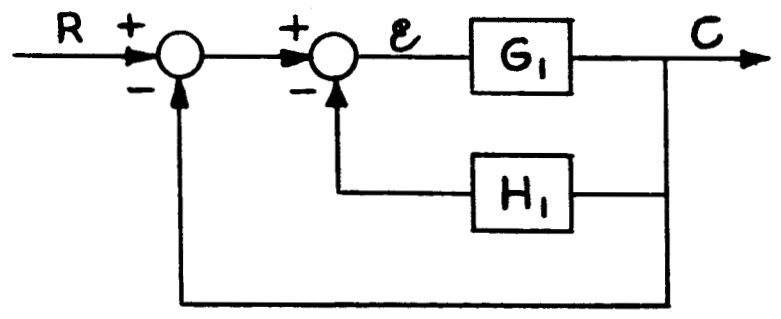 R + + ℰ G₁ C
− −
H₁